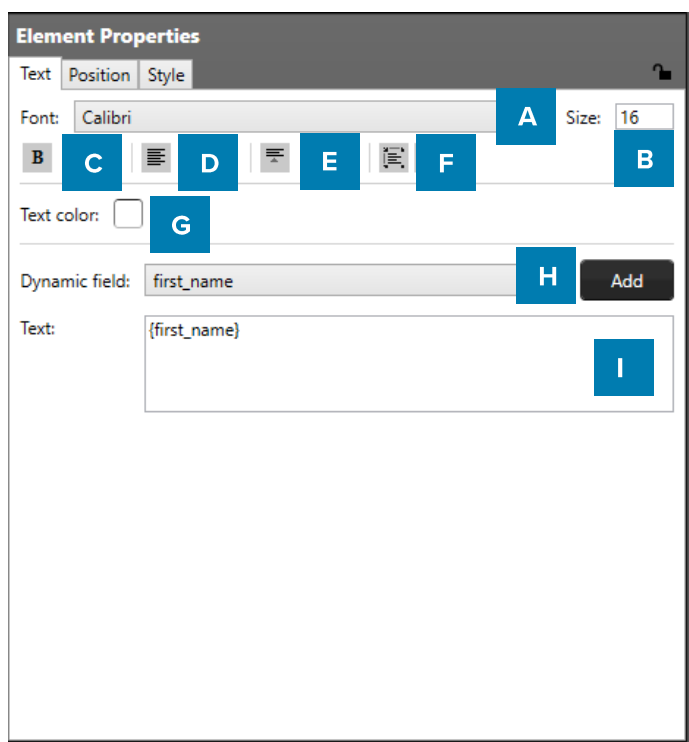 Element Properties
Text Position Style
Font: Calibri A Size: 16
B C D E F B
Text color: G
Dynamic field: first_name H Add
Text: {first_name}
I